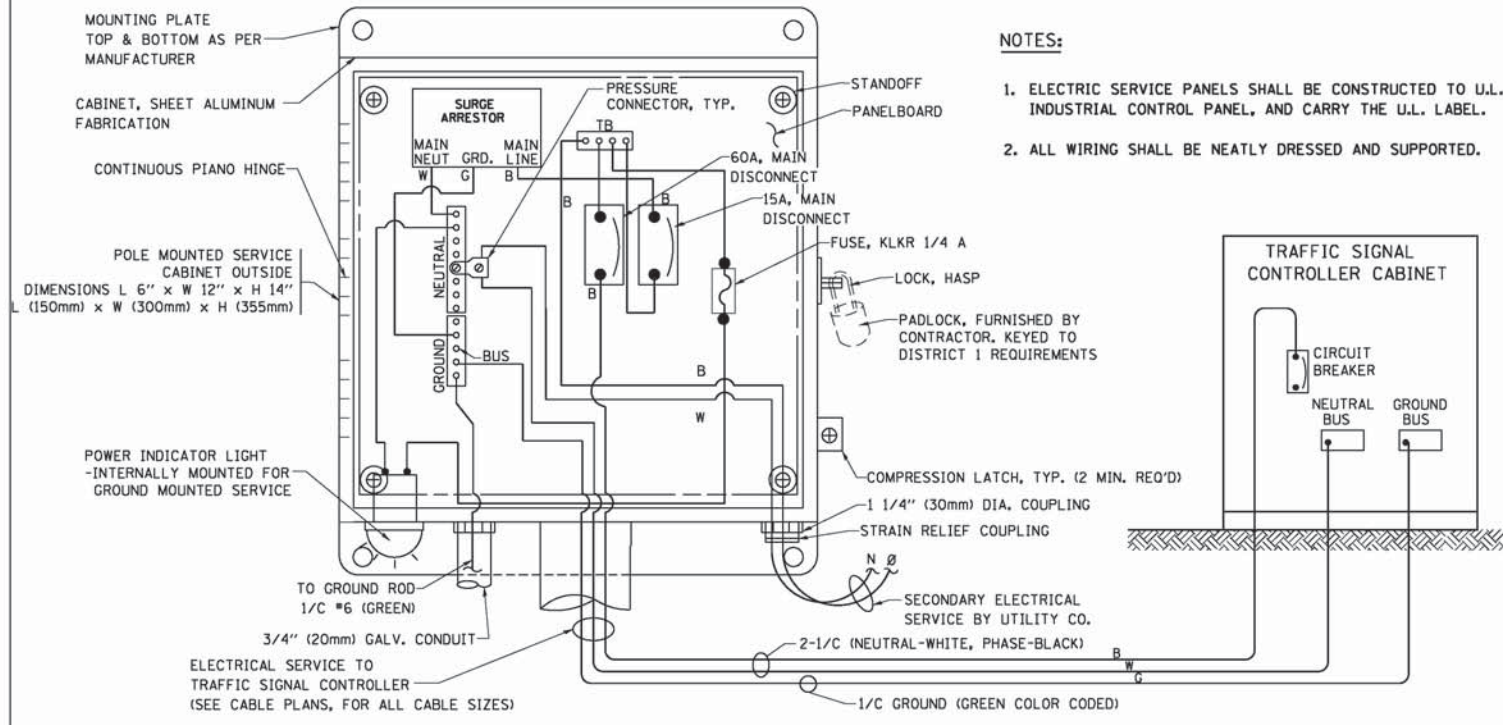 MOUNTING PLATE
TOP & BOTTOM AS PER
MANUFACTURER
CABINET, SHEET ALUMINUM
FABRICATION
CONTINUOUS PIANO HINGE
POLE MOUNTED SERVICE
CABINET OUTSIDE
DIMENSIONS L 6" x W 12" x H 14"
L (150mm) x W (300mm) x H (355mm)
POWER INDICATOR LIGHT
-INTERNALLY MOUNTED FOR
GROUND MOUNTED SERVICE
SURGE
ARRESTOR
MAIN
NEUT
GRD.
MAIN
LINE
W
G
B
PRESSURE
CONNECTOR, TYP.
TB
60A, MAIN
DISCONNECT
15A, MAIN
DISCONNECT
B
B
B
NEUTRAL
GROUND
BUS
B
W
STANDOFF
PANELBOARD
FUSE, KLKR 1/4 A
LOCK, HASP
PADLOCK, FURNISHED BY
CONTRACTOR. KEYED TO
DISTRICT 1 REQUIREMENTS
COMPRESSION LATCH, TYP. (2 MIN. REQ'D)
1 1/4" (30mm) DIA. COUPLING
STRAIN RELIEF COUPLING
N Ø
SECONDARY ELECTRICAL
SERVICE BY UTILITY CO.
TO GROUND ROD
1/C #6 (GREEN)
3/4" (20mm) GALV. CONDUIT
ELECTRICAL SERVICE TO
TRAFFIC SIGNAL CONTROLLER
(SEE CABLE PLANS, FOR ALL CABLE SIZES)
2-1/C (NEUTRAL-WHITE, PHASE-BLACK)
B
W
G
1/C GROUND (GREEN COLOR CODED)
NOTES:
1. ELECTRIC SERVICE PANELS SHALL BE CONSTRUCTED TO U.L.
INDUSTRIAL CONTROL PANEL, AND CARRY THE U.L. LABEL.
2. ALL WIRING SHALL BE NEATLY DRESSED AND SUPPORTED.
TRAFFIC SIGNAL
CONTROLLER CABINET
CIRCUIT
BREAKER
NEUTRAL
BUS
GROUND
BUS